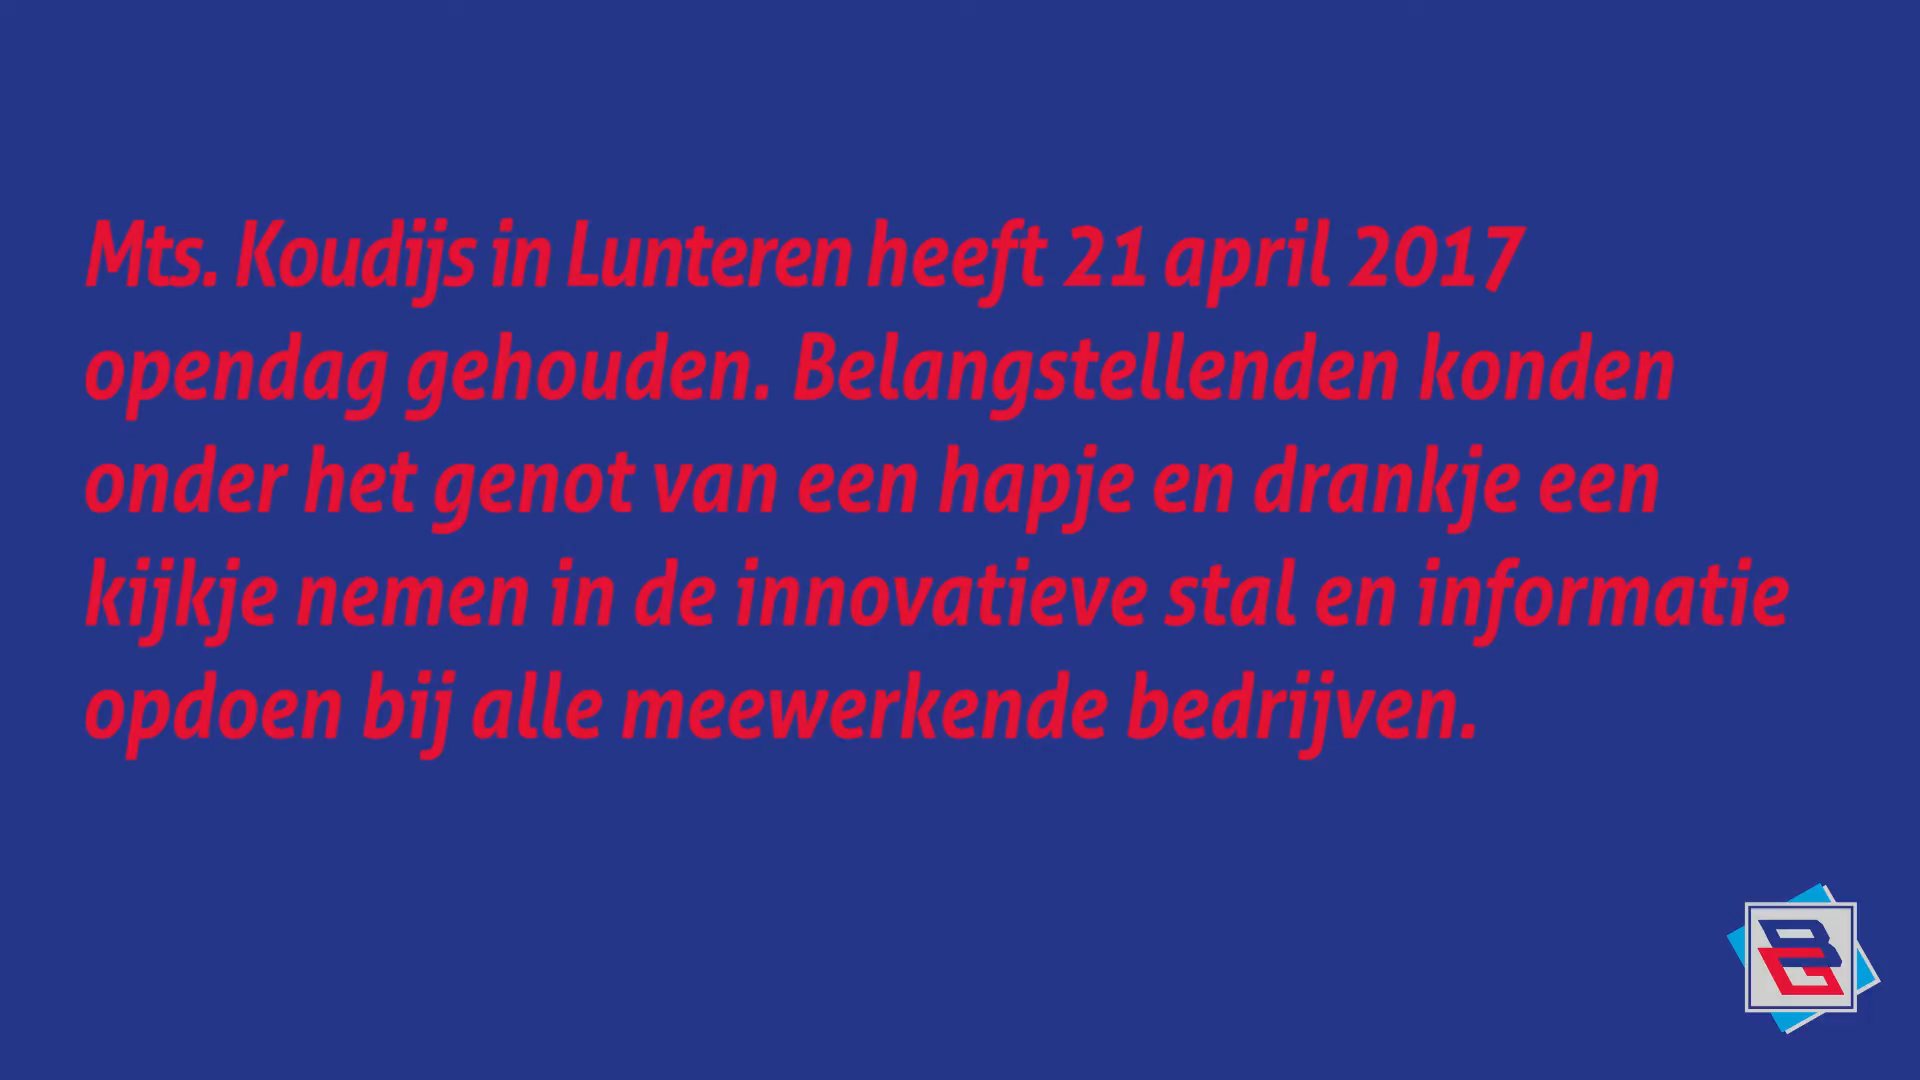 Mts. Koudijs in Lunteren heeft 21 april 2017
opendag gehouden. Belangstellenden konden
onder het genot van een hapje en drankje een
kijkje nemen in de innovatieve stal en informatie
opdoen bij alle meewerkende bedrijven.